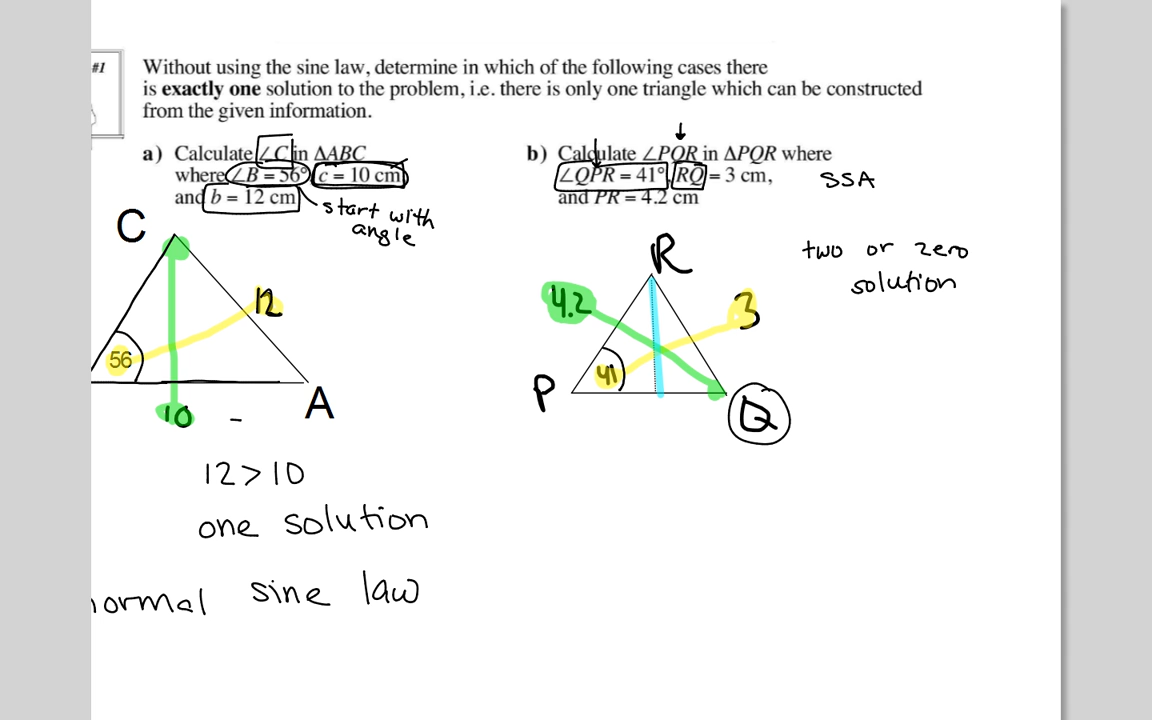 #1
Without using the sine law, determine in which of the following cases there
is exactly one solution to the problem, i.e. there is only one triangle which can be constructed
from the given information.
a) Calculate ∠C in ΔABC
where ∠B = 56° c = 10 cm
and b = 12 cm
start with
angle
C
12
56
10
-
A
12 > 10
one solution
normal sine law
b) Calculate ∠PQR in ΔPQR where
∠QPR = 41°, RQ = 3 cm,
and PR = 4.2 cm
SSA
two or zero
solution
R
4.2
3
41
P
Q